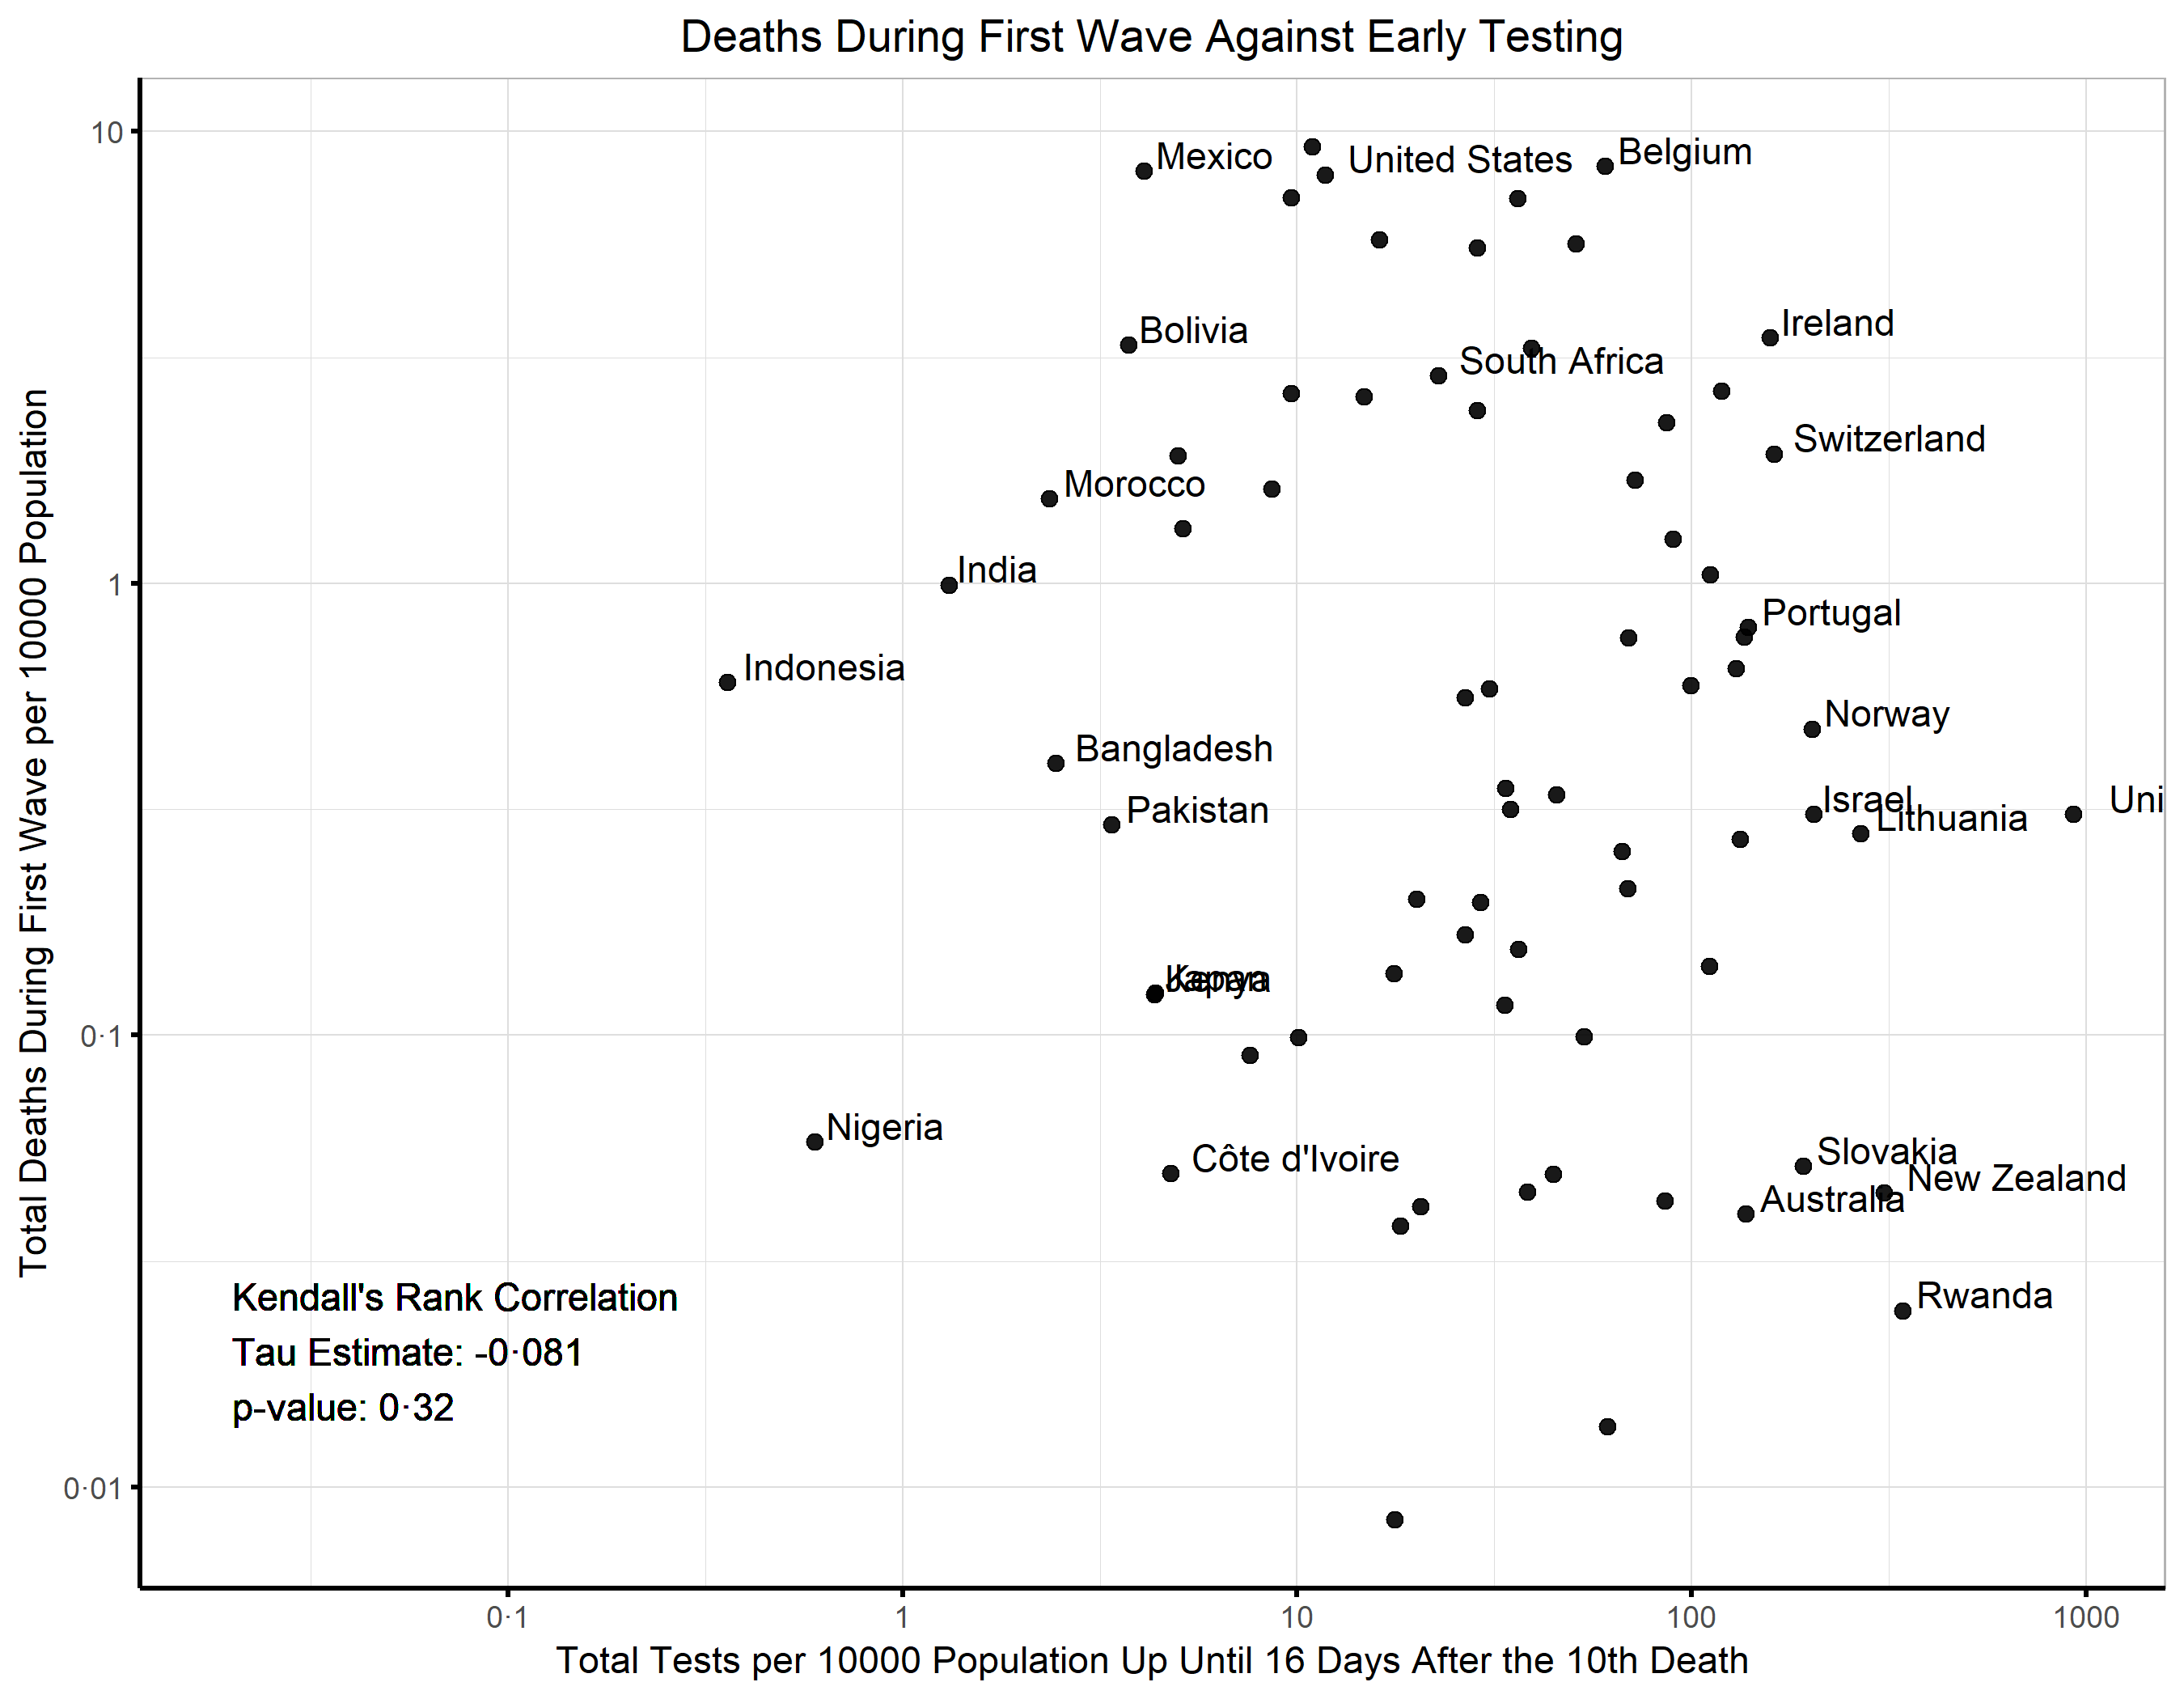 Deaths During First Wave Against Early Testing
Total Deaths During First Wave per 10000 Population
10
1
0·1
0·01
Mexico
United States
Belgium
Bolivia
Ireland
South Africa
Switzerland
Morocco
India
Portugal
Indonesia
Norway
Bangladesh
Pakistan
Israel
Lithuania
Uni
Japan
Kenya
Nigeria
Côte d'Ivoire
Slovakia
New Zealand
Australia
Rwanda
Kendall's Rank Correlation
Tau Estimate: -0·081
p-value: 0·32
0·1
1
10
100
1000
Total Tests per 10000 Population Up Until 16 Days After the 10th Death